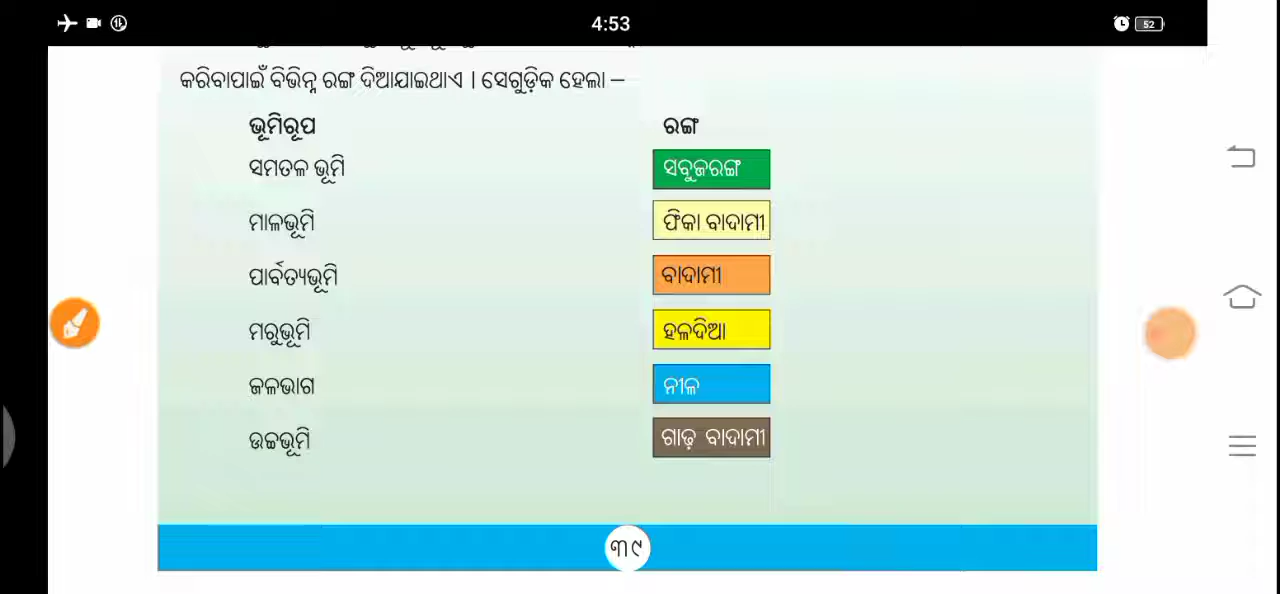 4:53
52
କରିବାପାଇଁ ବିଭିନ୍ନ ରଙ୍ଗ ଦିଆଯାଇଥାଏ । ସେଗୁଡ଼ିକ ହେଲା –
ଭୂମିରୂପ ରଙ୍ଗ
ସମତଳ ଭୂମି ସବୁଜରଙ୍ଗ
ମାଳଭୂମି ଫିକା ବାଦାମୀ
ପାର୍ବତ୍ୟଭୂମି ବାଦାମୀ
ମରୁଭୂମି ହଳଦିଆ
ଜଳଭାଗ ନୀଳ
ଉଚ୍ଚଭୂମି ଗାଢ଼ ବାଦାମୀ
୩୯